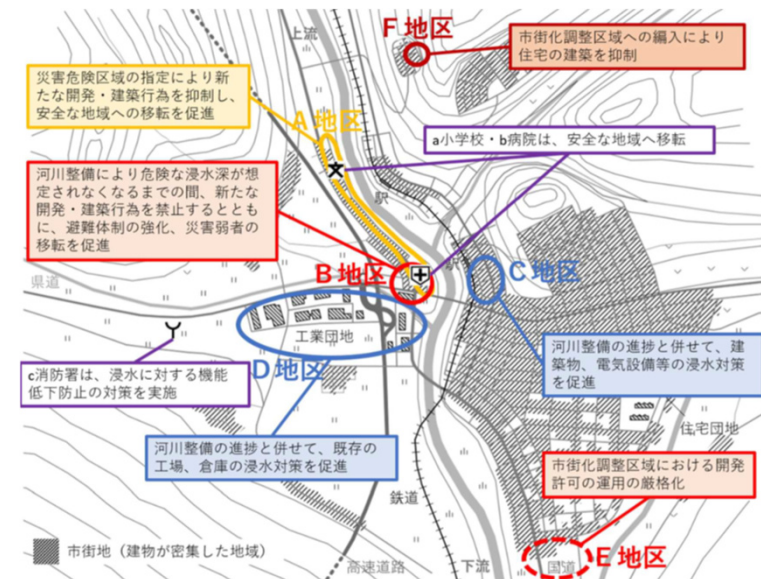 上流
F地区
市街化調整区域への編入により
住宅の建築を抑制
災害危険区域の指定により新
たな開発・建築行為を抑制し、
安全な地域への移転を促進
A地区
a小学校・b病院は、安全な地域へ移転
河川整備により危険な浸水深が想
定されなくなるまでの間、新たな
開発・建築行為を禁止するととも
に、避難体制の強化、災害弱者の
移転を促進
駅
B地区
C地区
県道
工業団地
D地区
河川整備の進捗と併せて、建
築物、電気設備等の浸水対策
を促進
c消防署は、浸水に対する機能
低下防止の対策を実施
住宅団地
河川整備の進捗と併せて、既存の
工場、倉庫の浸水対策を促進
市街化調整区域における開発
許可の運用の厳格化
鉄道
市街地（建物が密集した地域）
高速道路
下流
国道
E地区